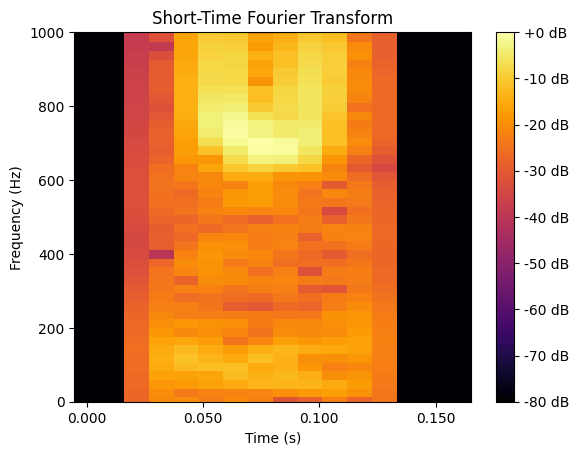 Short-Time Fourier Transform
1000
800
600
400
200
0
Frequency (Hz)
0.000
0.050
0.100
0.150
Time (s)
+0 dB
-10 dB
-20 dB
-30 dB
-40 dB
-50 dB
-60 dB
-70 dB
-80 dB